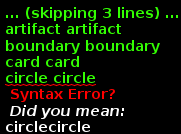 ... (skipping 3 lines) ...
artifact artifact
boundary boundary
card card
circle circle
Syntax Error?
Did you mean:
circlecircle